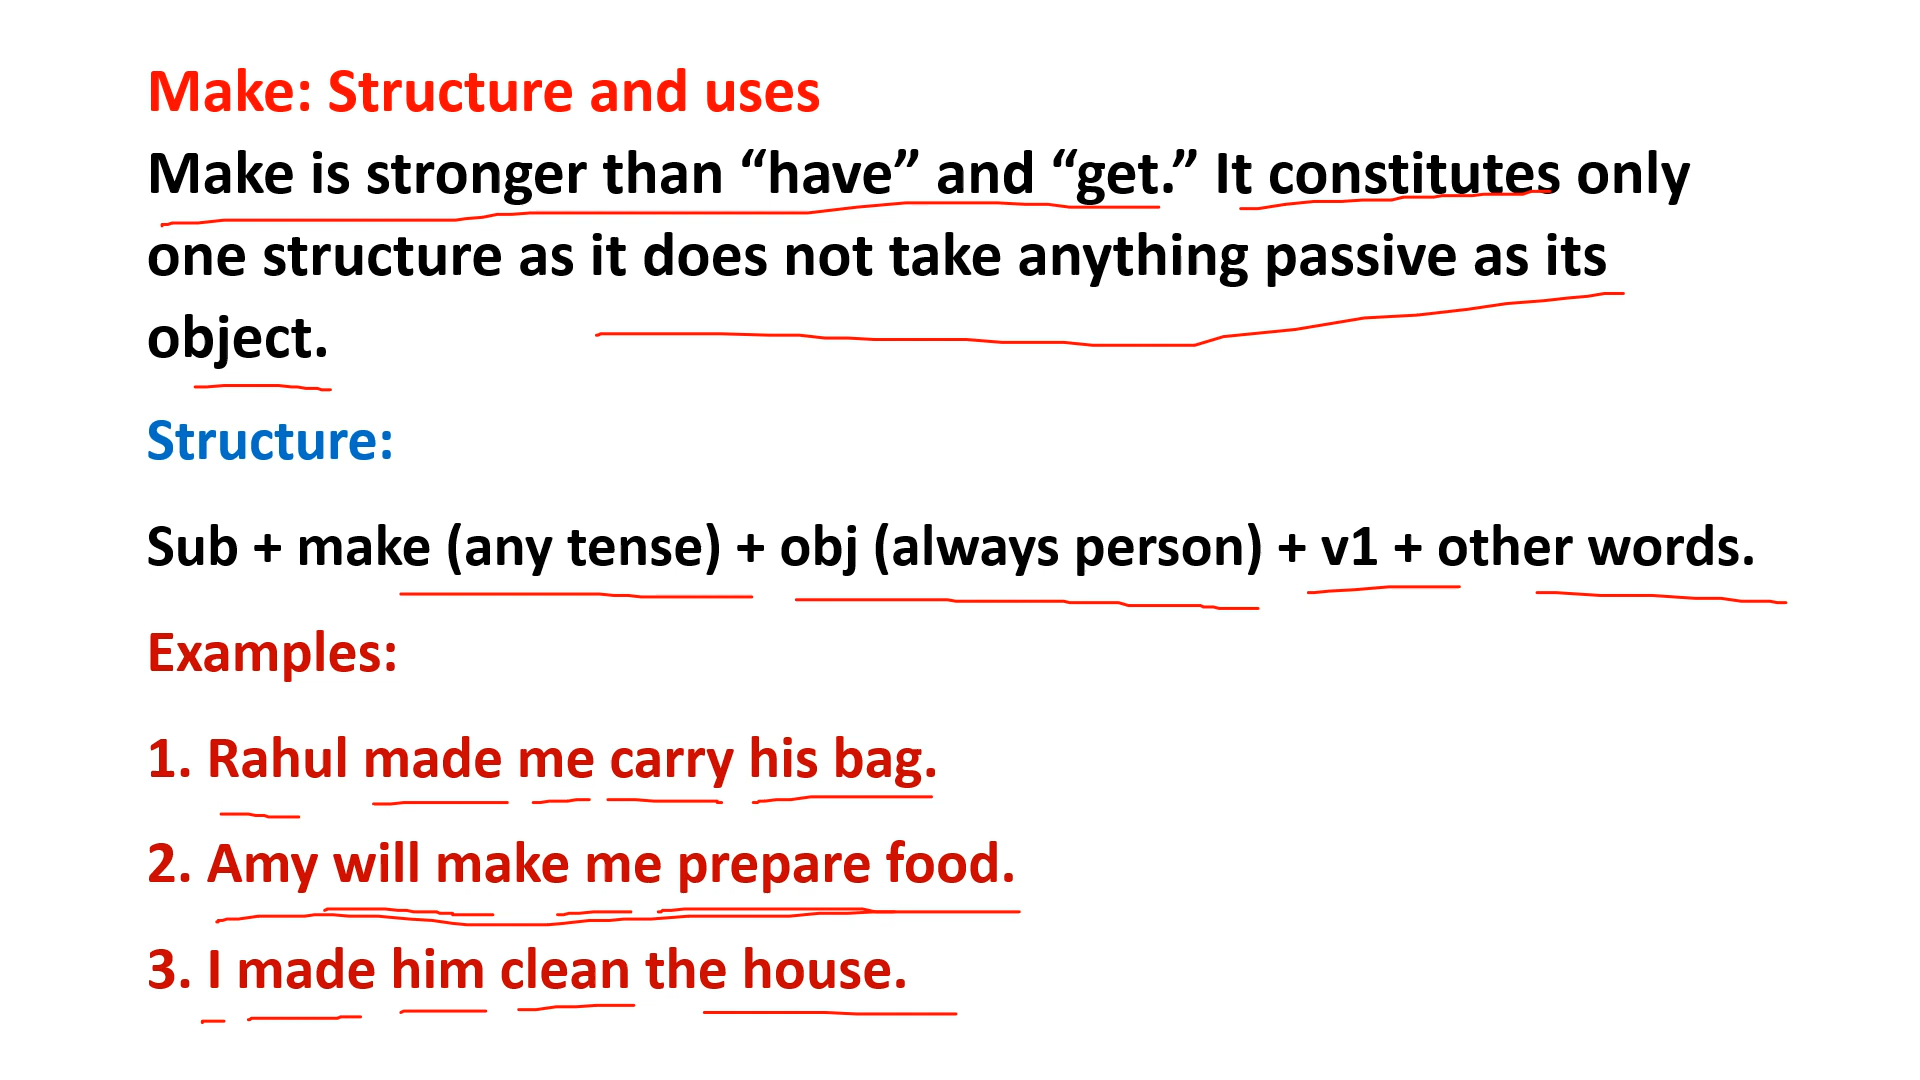 Make: Structure and uses
Make is stronger than “have” and “get.” It constitutes only
one structure as it does not take anything passive as its
object.
Structure:
Sub + make (any tense) + obj (always person) + v1 + other words.
Examples:
1. Rahul made me carry his bag.
2. Amy will make me prepare food.
3. I made him clean the house.